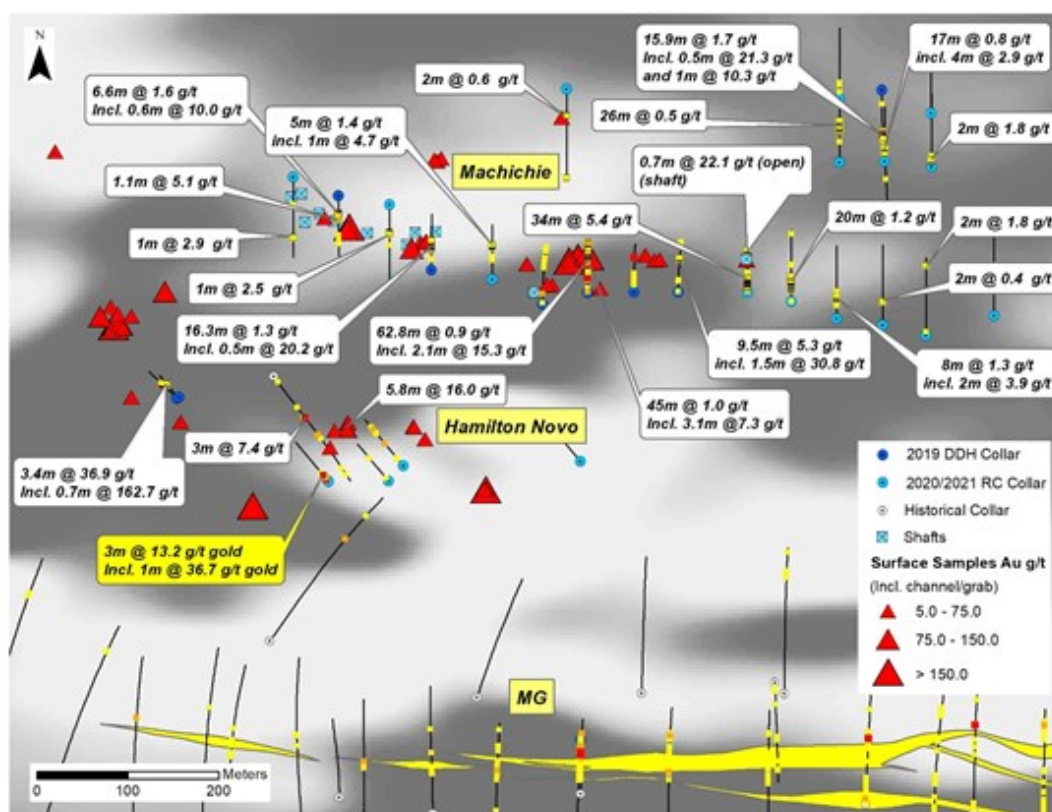 N
15.9m @ 1.7 g/t
Incl. 0.5m @ 21.3 g/t
and 1m @ 10.3 g/t
17m @ 0.8 g/t
incl. 4m @ 2.9 g/t
6.6m @ 1.6 g/t
Incl. 0.6m @ 10.0 g/t
2m @ 0.6 g/t
5m @ 1.4 g/t
incl. 1m @ 4.7 g/t
26m @ 0.5 g/t
2m @ 1.8 g/t
Machichie
0.7m @ 22.1 g/t (open)
(shaft)
1.1m @ 5.1 g/t
34m @ 5.4 g/t
20m @ 1.2 g/t
2m @ 1.8 g/t
1m @ 2.9 g/t
1m @ 2.5 g/t
2m @ 0.4 g/t
16.3m @ 1.3 g/t
Incl. 0.5m @ 20.2 g/t
62.8m @ 0.9 g/t
Incl. 2.1m @ 15.3 g/t
9.5m @ 5.3 g/t
incl. 1.5m @ 30.8 g/t
8m @ 1.3 g/t
incl. 2m @ 3.9 g/t
5.8m @ 16.0 g/t
45m @ 1.0 g/t
Incl. 3.1m @7.3 g/t
Hamilton Novo
3m @ 7.4 g/t
3.4m @ 36.9 g/t
Incl. 0.7m @ 162.7 g/t
3m @ 13.2 g/t gold
Incl. 1m @ 36.7 g/t gold
2019 DDH Collar
2020/2021 RC Collar
Historical Collar
Shafts
Surface Samples Au g/t
(Incl. channel/grab)
5.0 - 75.0
75.0 - 150.0
> 150.0
MG
Meters
0 100 200